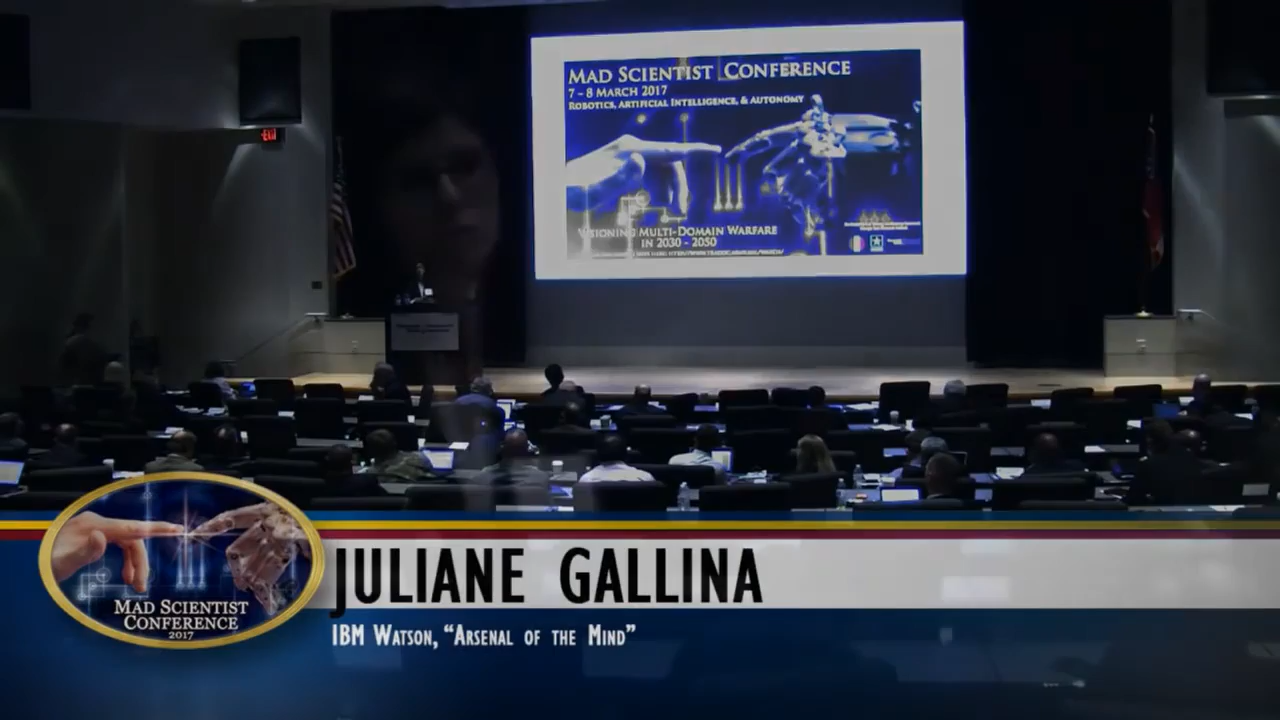 EXIT
MAD SCIENTIST CONFERENCE
7 - 8 MARCH 2017
ROBOTICS, ARTIFICIAL INTELLIGENCE, & AUTONOMY
VISIONING MULTI-DOMAIN WARFARE
IN 2030 - 2050
JULIANE GALLINA
IBM WATSON, “ARSENAL OF THE MIND”
MAD SCIENTIST
CONFERENCE
2017